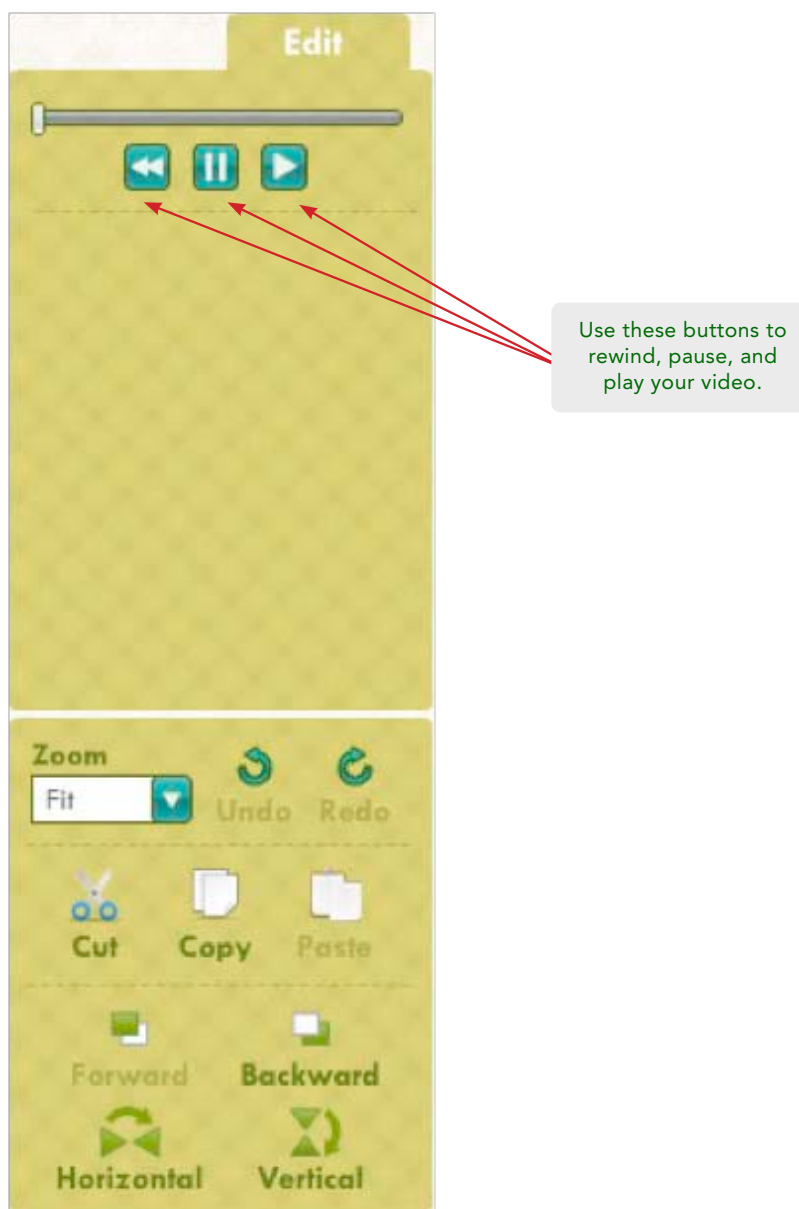 Edit
Use these buttons to
rewind, pause, and
play your video.
Zoom
Fit
Undo Redo
Cut Copy Paste
Forward Backward
Horizontal Vertical